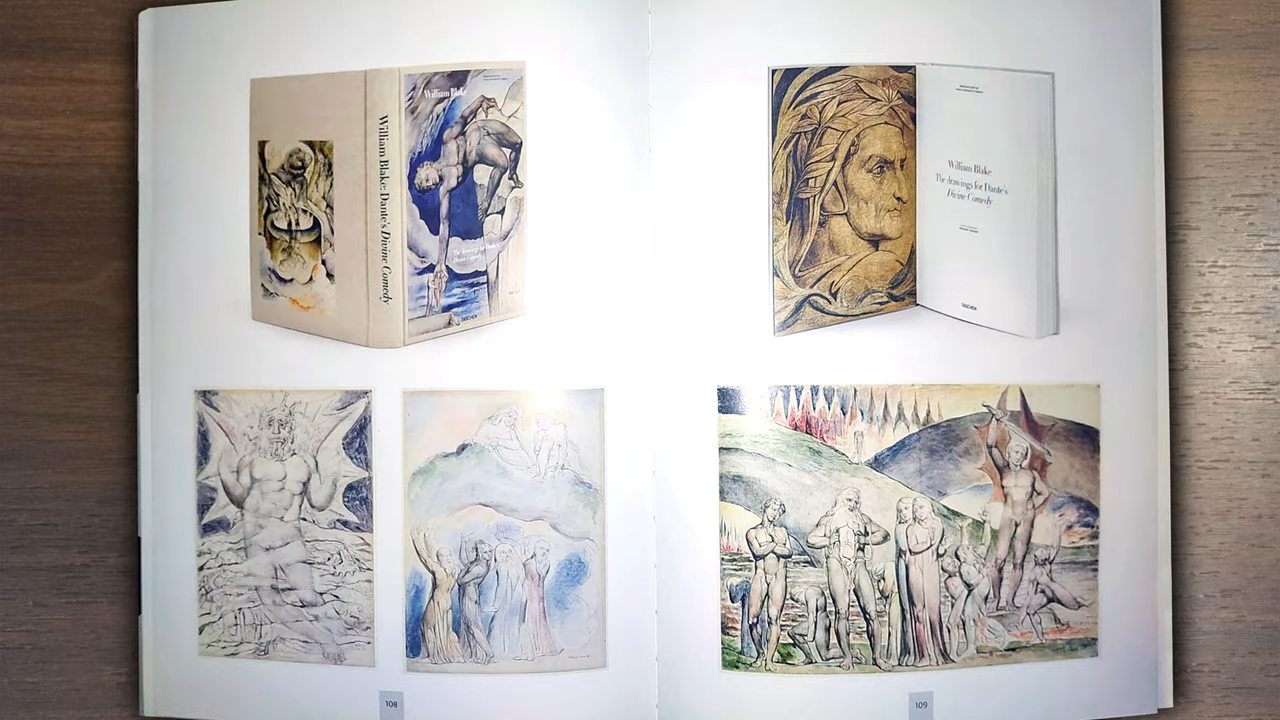 William Blake: Dante's Divine Comedy
William Blake
TASCHEN
William Blake
The drawings for Dante's
Divine Comedy
TASCHEN
108
109